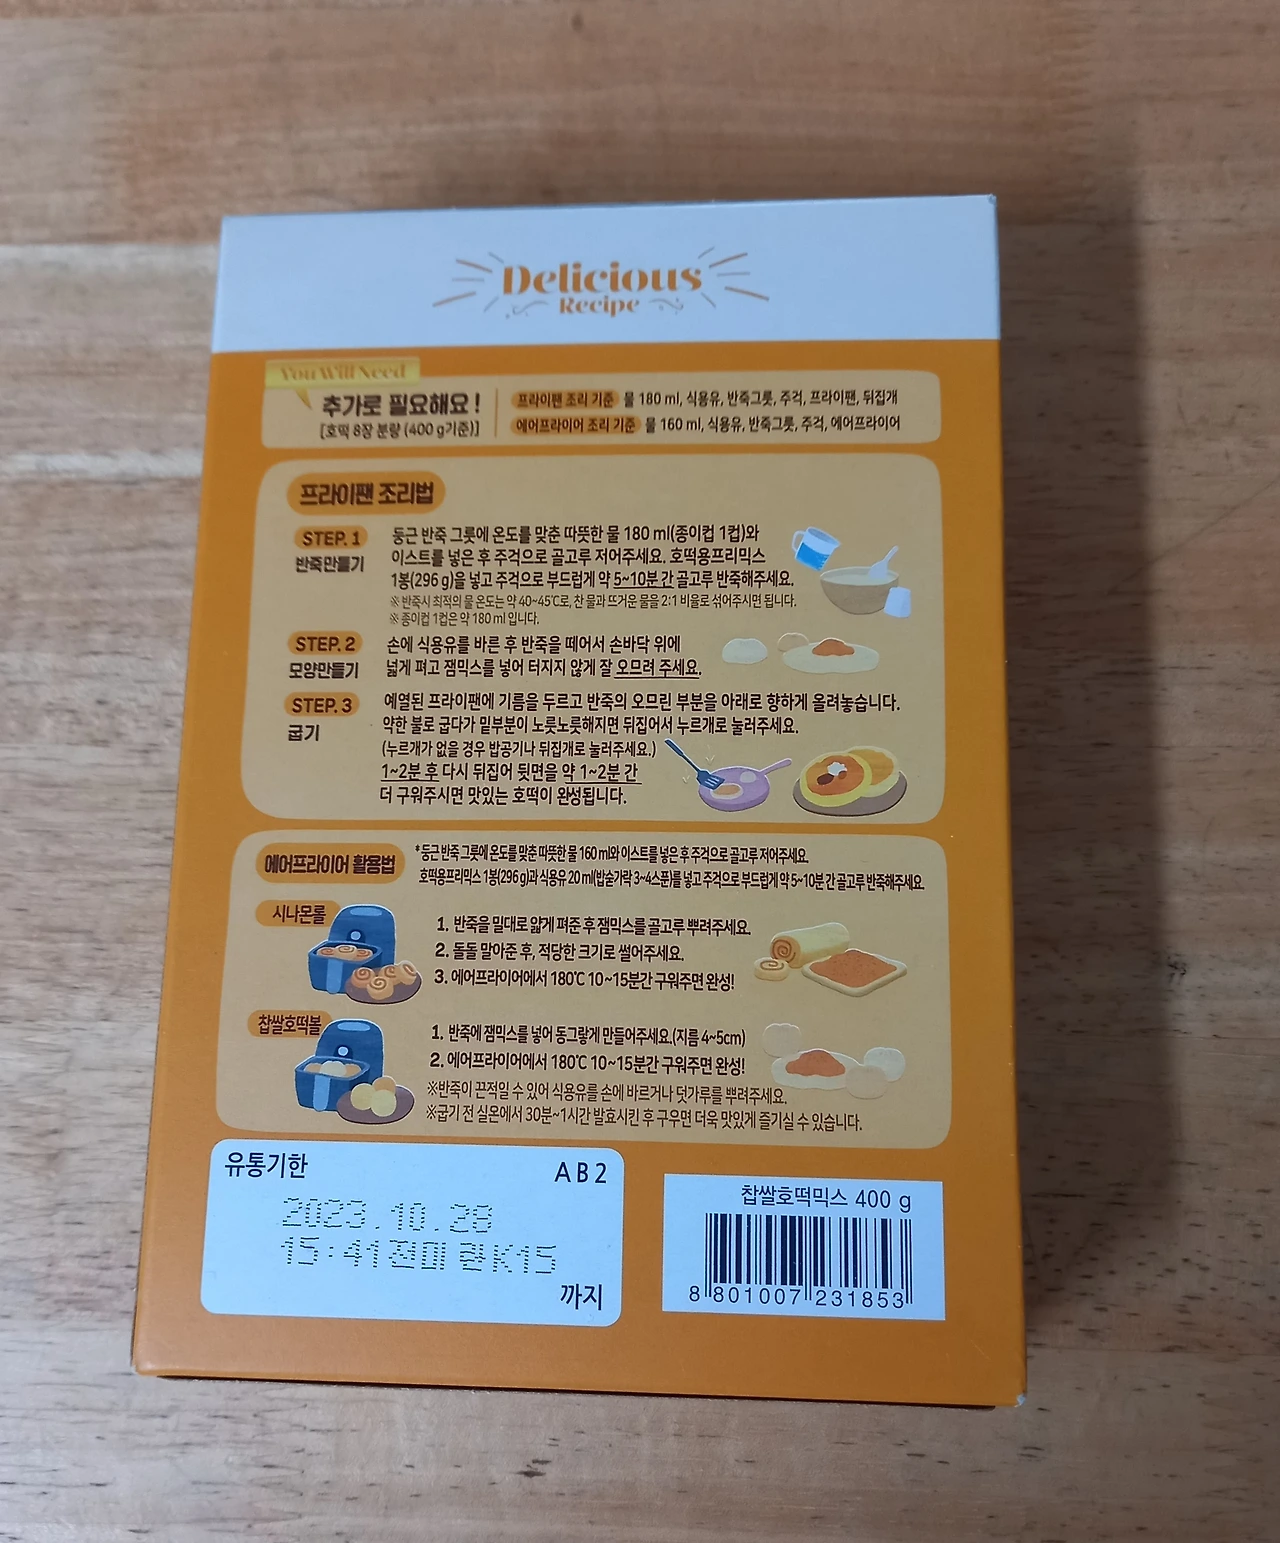 Delicious
Recipe
You Will Need
추가로 필요해요!
[호떡 8장 분량 (400 g기준)]
프라이팬 조리 기준 물 180 ml, 식용유, 반죽그릇, 주걱, 프라이팬, 뒤집개
에어프라이어 조리 기준 물 160 ml, 식용유, 반죽그릇, 주걱, 에어프라이어
프라이팬 조리법
STEP. 1
반죽만들기
둥근 반죽 그릇에 온도를 맞춘 따뜻한 물 180 ml(종이컵 1컵)와
이스트를 넣은 후 주걱으로 골고루 저어주세요. 호떡용프리믹스
1봉(296 g)을 넣고 주걱으로 부드럽게 약 5~10분 간 골고루 반죽해주세요.
※ 반죽시 최적의 물 온도는 약 40~45℃로, 찬 물과 뜨거운 물을 2:1 비율로 섞어주시면 됩니다.
※ 종이컵 1컵은 약 180 ml 입니다.
STEP. 2
모양만들기
손에 식용유를 바른 후 반죽을 떼어서 손바닥 위에
넓게 펴고 잼믹스를 넣어 터지지 않게 잘 오므려 주세요.
STEP. 3
굽기
예열된 프라이팬에 기름을 두르고 반죽의 오므린 부분을 아래로 향하게 올려놓습니다.
약한 불로 굽다가 밑부분이 노릇노릇해지면 뒤집어서 누르개로 눌러주세요.
(누르개가 없을 경우 밥공기나 뒤집개로 눌러주세요.)
1~2분 후 다시 뒤집어 뒷면을 약 1~2분 간
더 구워주시면 맛있는 호떡이 완성됩니다.
에어프라이어 활용법
*둥근 반죽 그릇에 온도를 맞춘 따뜻한 물 160 ml와 이스트를 넣은 후 주걱으로 골고루 저어주세요.
호떡용프리믹스 1봉(296 g)과 식용유 20 ml(밥숟가락 3~4스푼)를 넣고 주걱으로 부드럽게 약 5~10분 간 골고루 반죽해주세요.
시나몬롤
1. 반죽을 밀대로 얇게 펴준 후 잼믹스를 골고루 뿌려주세요.
2. 돌돌 말아준 후, 적당한 크기로 썰어주세요.
3. 에어프라이어에서 180℃ 10~15분간 구워주면 완성!
찹쌀호떡볼
1. 반죽에 잼믹스를 넣어 동그랗게 만들어주세요.(지름 4~5cm)
2. 에어프라이어에서 180℃ 10~15분간 구워주면 완성!
※반죽이 끈적일 수 있어 식용유를 손에 바르거나 덧가루를 뿌려주세요.
※굽기 전 실온에서 30분~1시간 발효시킨 후 구우면 더욱 맛있게 즐기실 수 있습니다.
유통기한 AB2
2023.10.28
15:41전미란K15
까지
찹쌀호떡믹스 400 g
8 801007 231853